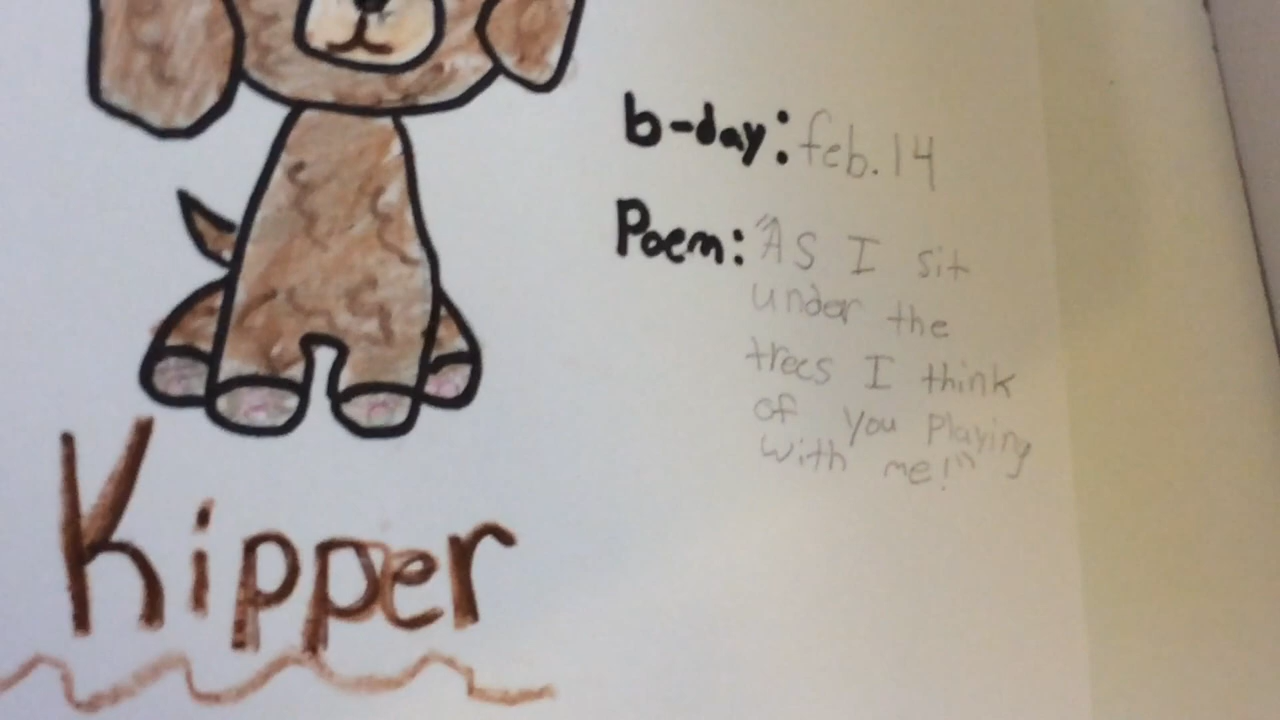 b-day: feb. 14
Poem: "As I sit
under the
trees I think
of you Playing
with me!"
Kipper